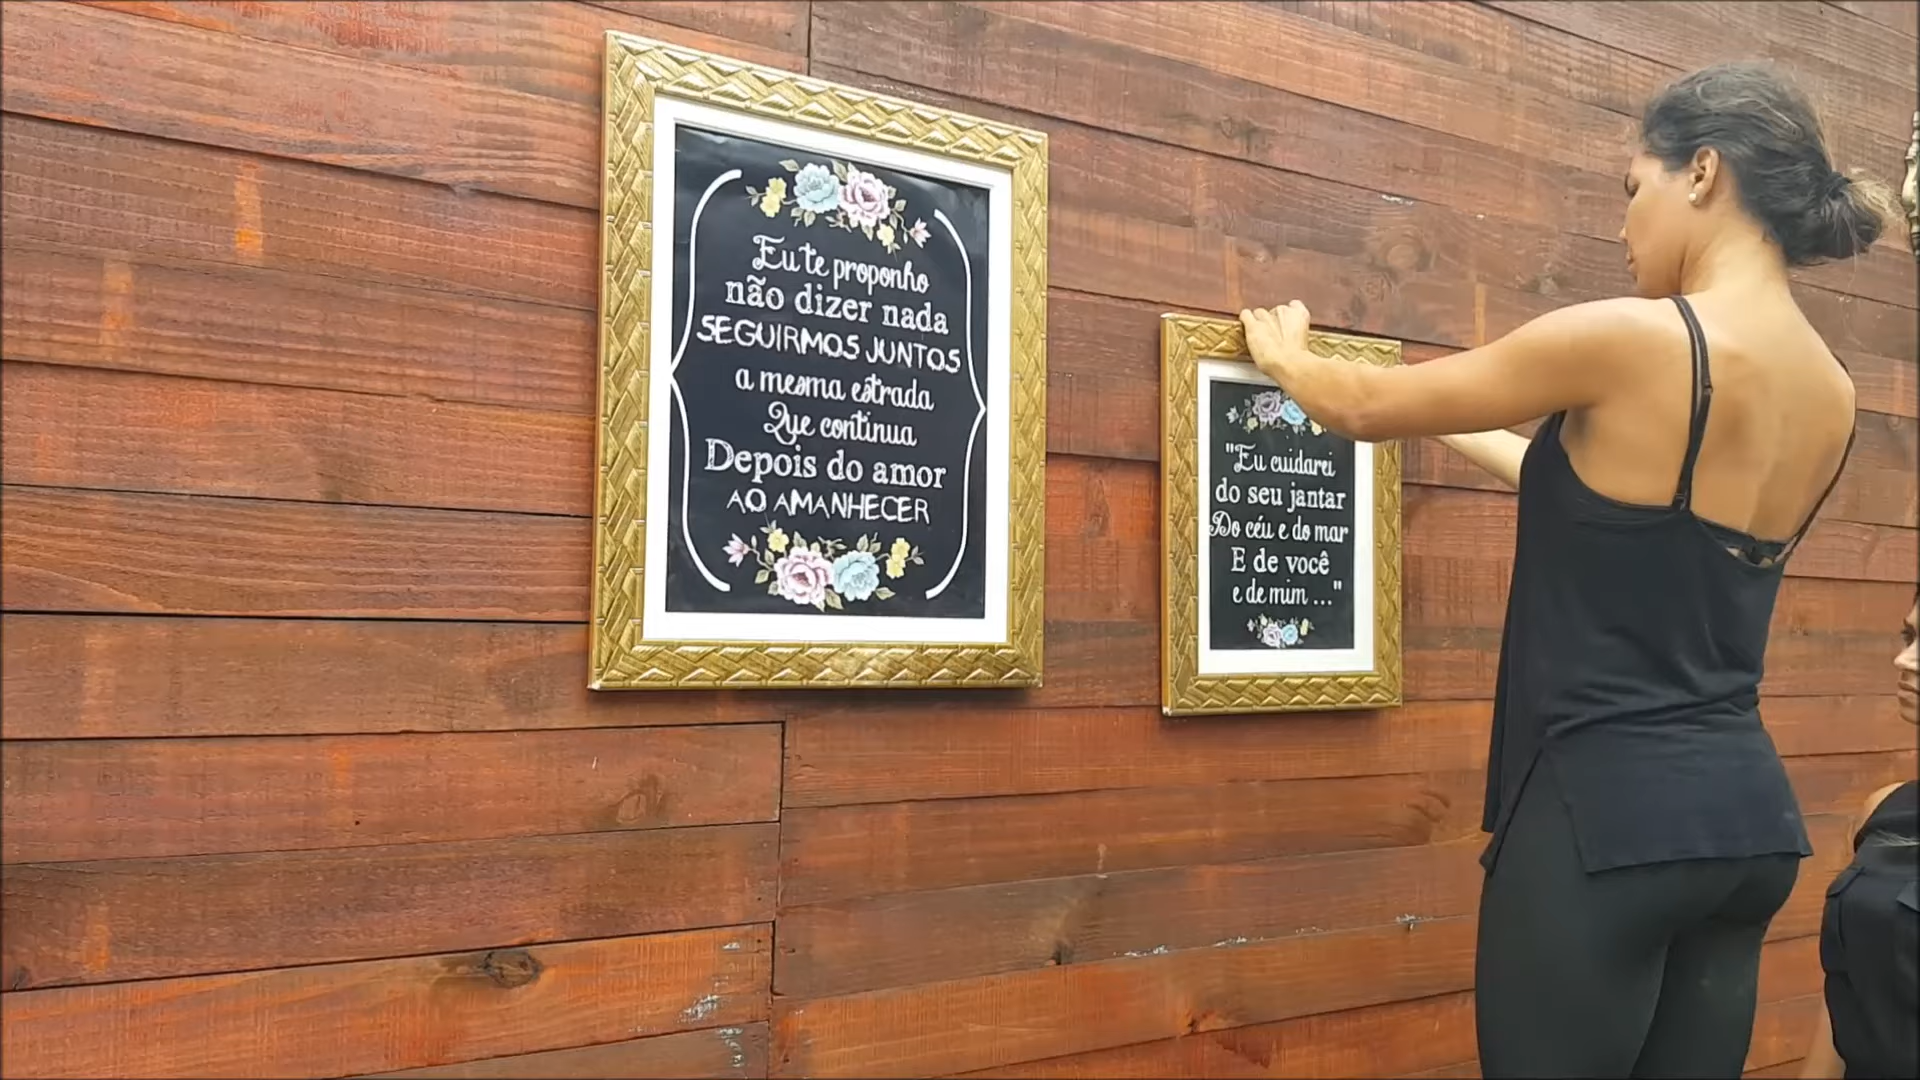 Eu te proponho
não dizer nada
SEGUIRMOS JUNTOS
a mesma estrada
Que continua
Depois do amor
AO AMANHECER
"Eu cuidarei
do seu jantar
Do céu e do mar
E de você
e de mim ..."